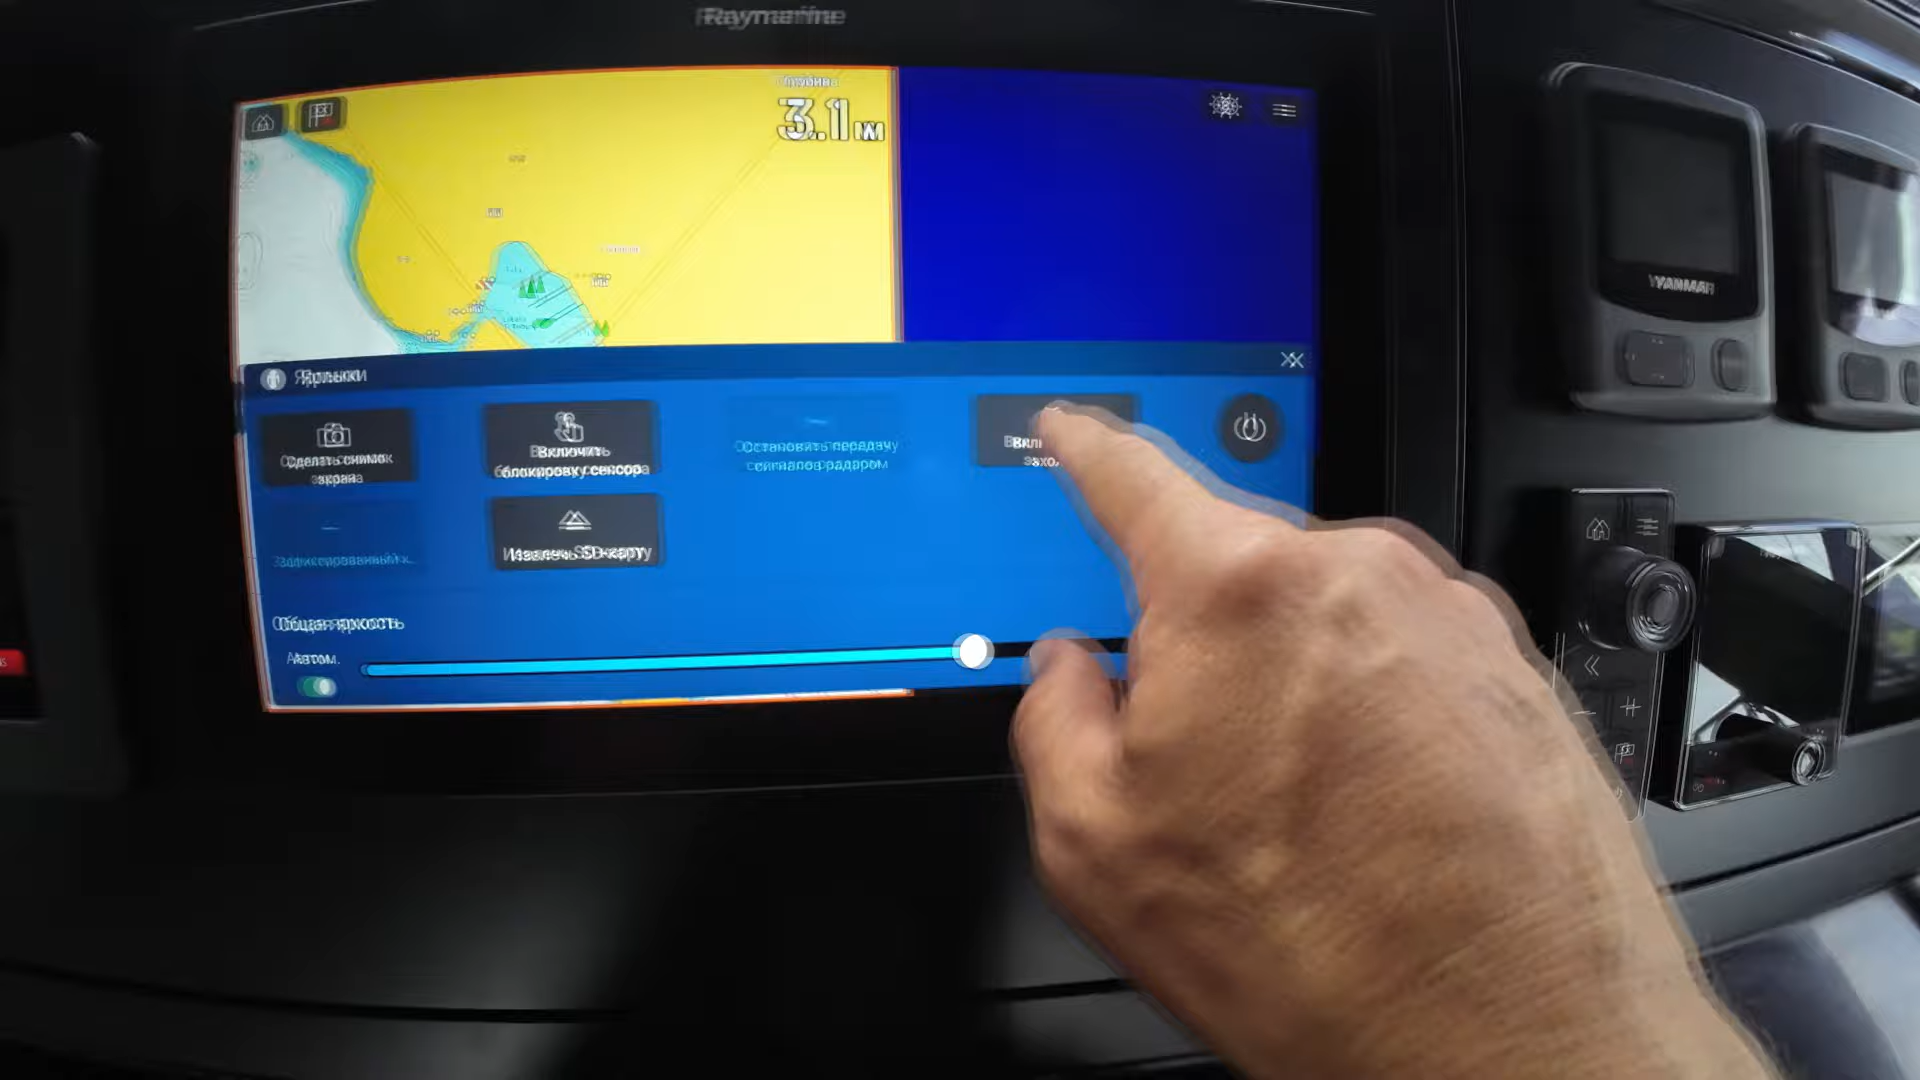 Raymarine
Глубина
3.1 м
Ярлыки
Сделать снимок
экрана
Включить
блокировку сенсора
Остановить передачу
сигналов радаром
Извлечь SD-карту
Общая яркость
Автом.
YANMAR